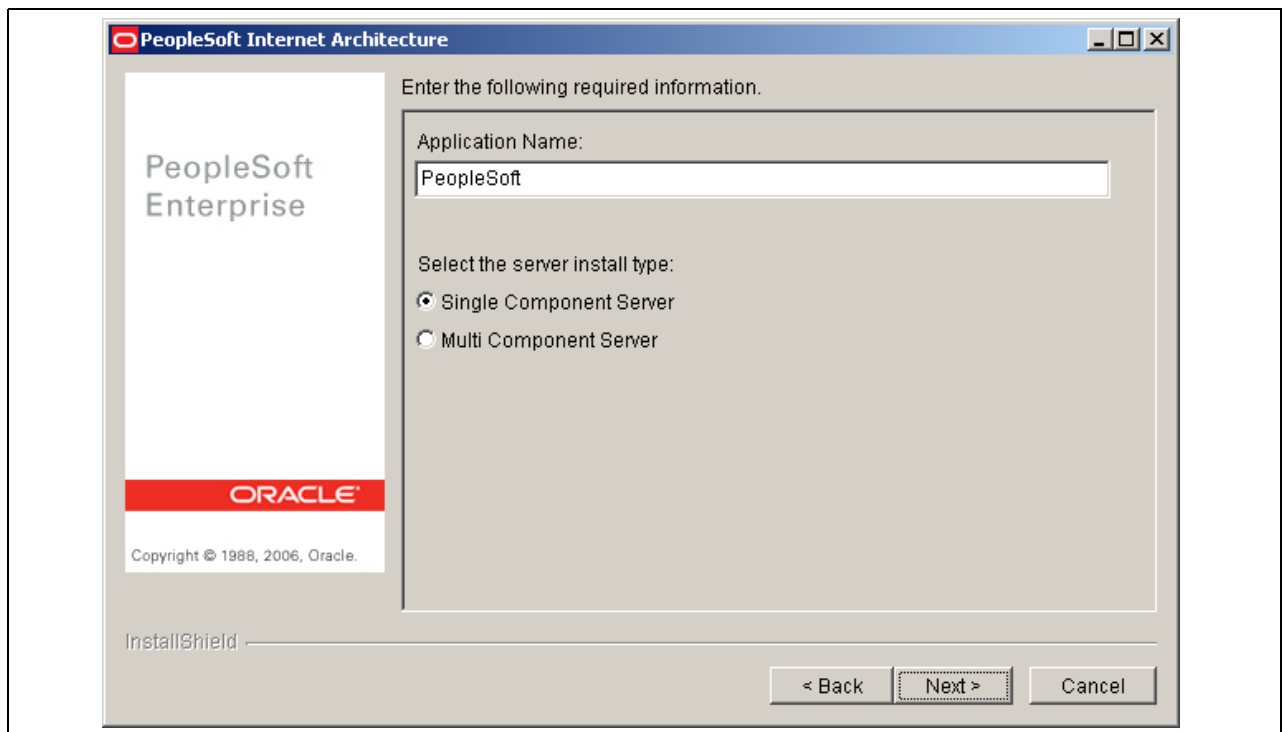 PeopleSoft Internet Architecture
PeopleSoft
Enterprise
ORACLE®
Copyright © 1988, 2006, Oracle.
Enter the following required information.
Application Name:
PeopleSoft
Select the server install type:
Single Component Server
Multi Component Server
InstallShield
< Back
Next >
Cancel